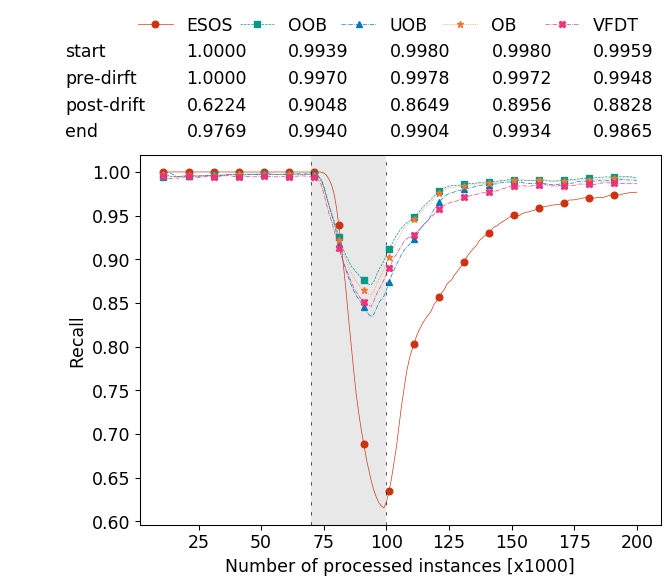 ESOS OOB UOB OB VFDT
start 1.0000 0.9939 0.9980 0.9980 0.9959
pre-dirft 1.0000 0.9970 0.9978 0.9972 0.9948
post-drift 0.6224 0.9048 0.8649 0.8956 0.8828
end 0.9769 0.9940 0.9904 0.9934 0.9865
1.00
0.95
0.90
0.85
0.80
0.75
0.70
0.65
0.60
Recall
25 50 75 100 125 150 175 200
Number of processed instances [x1000]